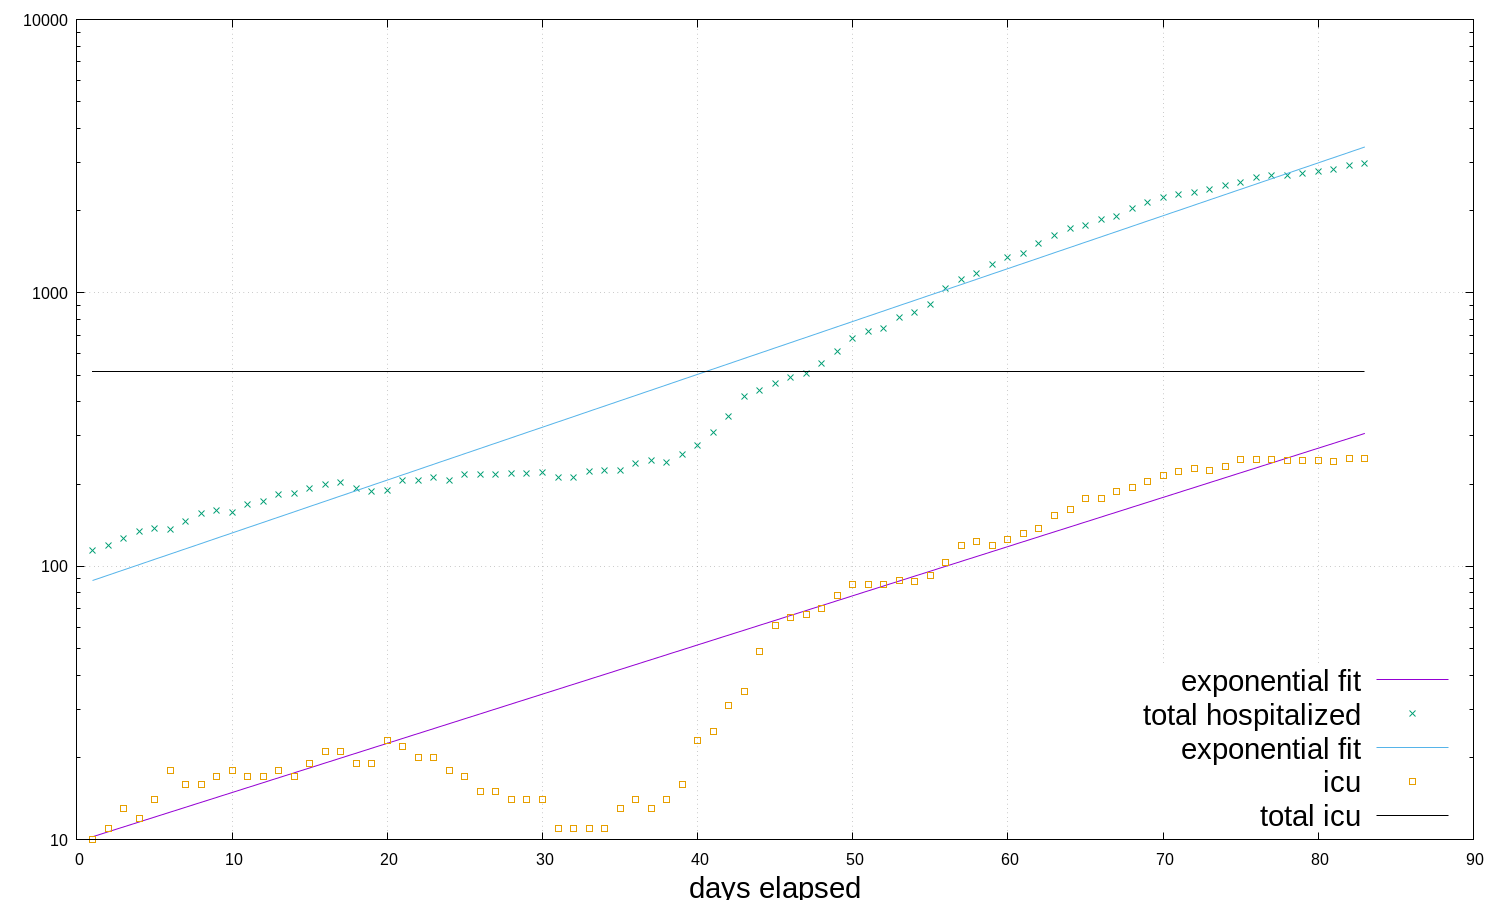 10000
1000
100
10
0 10 20 30 40 50 60 70 80 90
days elapsed
exponential fit
total hospitalized
exponential fit
icu
total icu